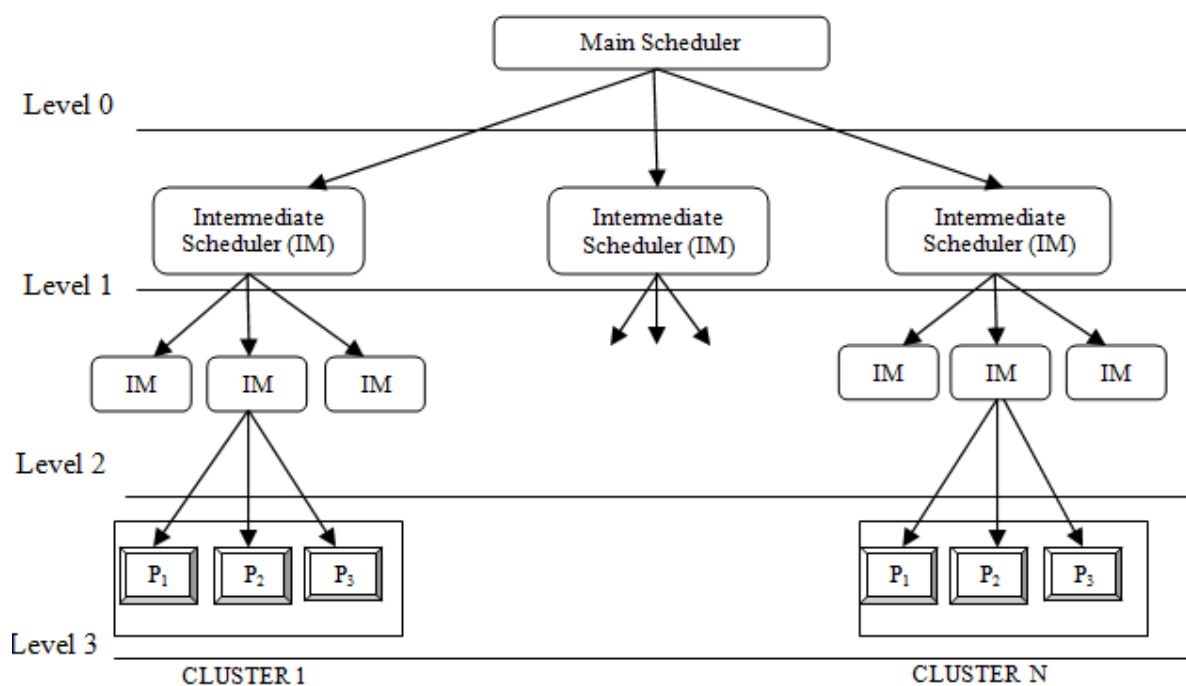 Main Scheduler
Level 0
Intermediate
Scheduler (IM)
Intermediate
Scheduler (IM)
Intermediate
Scheduler (IM)
Level 1
IM
IM
IM
IM
IM
IM
Level 2
P₁
P₂
P₃
P₁
P₂
P₃
Level 3
CLUSTER 1
CLUSTER N